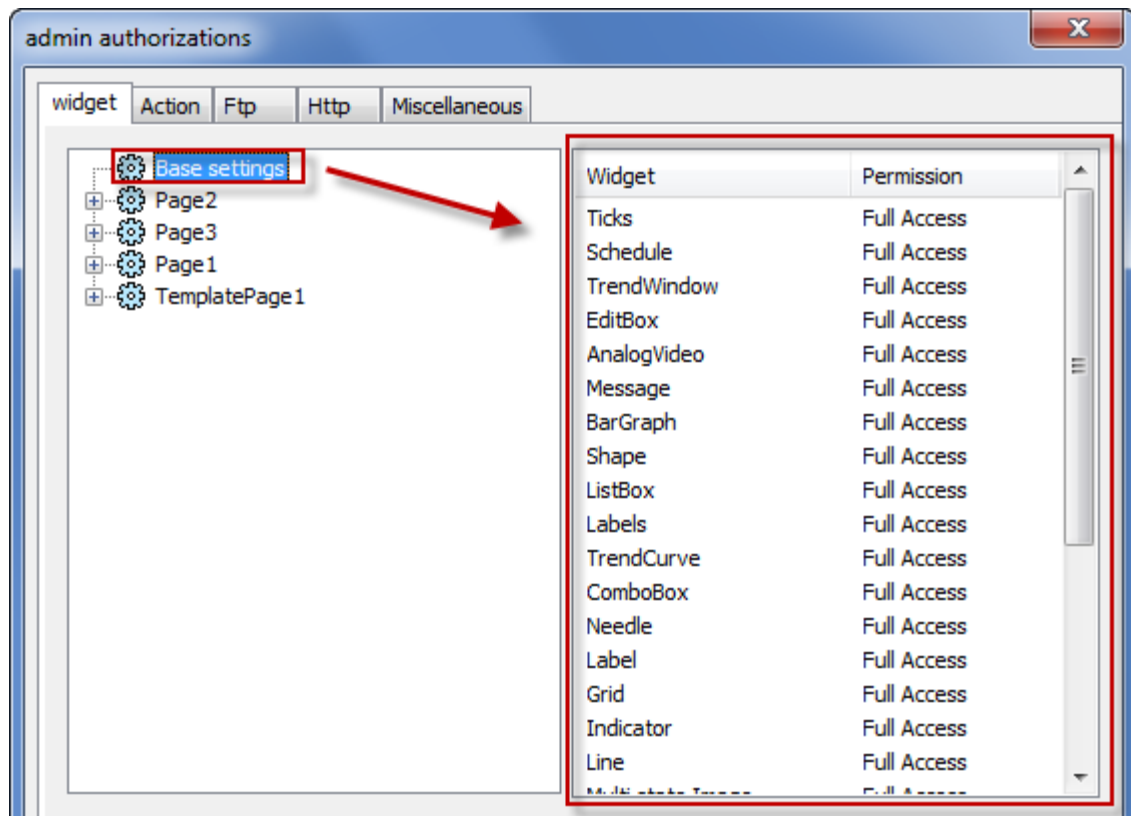 admin authorizations
widget Action Ftp Http Miscellaneous
Base settings
Page2
Page3
Page1
TemplatePage1
Widget Permission
Ticks Full Access
Schedule Full Access
TrendWindow Full Access
EditBox Full Access
AnalogVideo Full Access
Message Full Access
BarGraph Full Access
Shape Full Access
ListBox Full Access
Labels Full Access
TrendCurve Full Access
ComboBox Full Access
Needle Full Access
Label Full Access
Grid Full Access
Indicator Full Access
Line Full Access